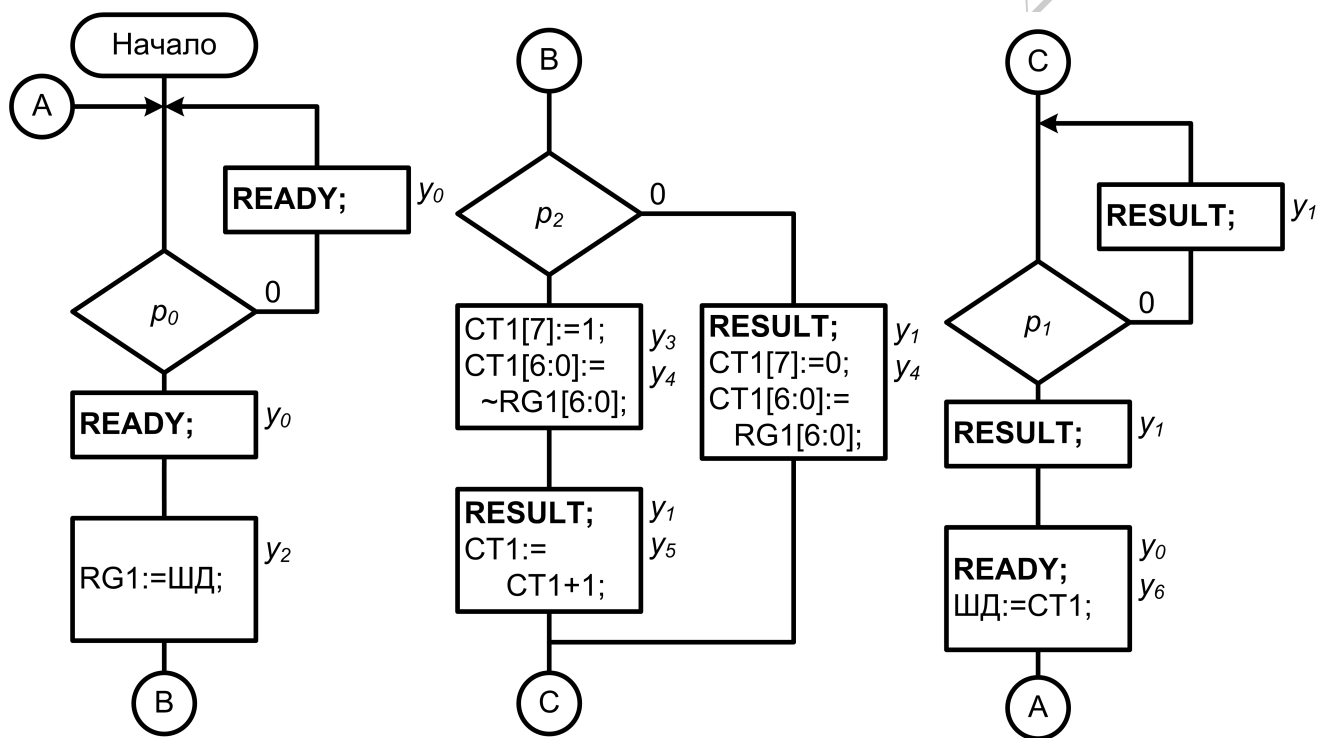 Начало
A
READY;
y0
p0
0
READY;
y0
RG1:=ШД;
y2
B
B
p2
0
CT1[7]:=1;
CT1[6:0]:=
~RG1[6:0];
y3
y4
RESULT;
CT1[7]:=0;
CT1[6:0]:=
RG1[6:0];
y1
y4
RESULT;
CT1:=
CT1+1;
y1
y5
C
C
RESULT;
y1
p1
0
RESULT;
y1
READY;
ШД:=CT1;
y0
y6
A